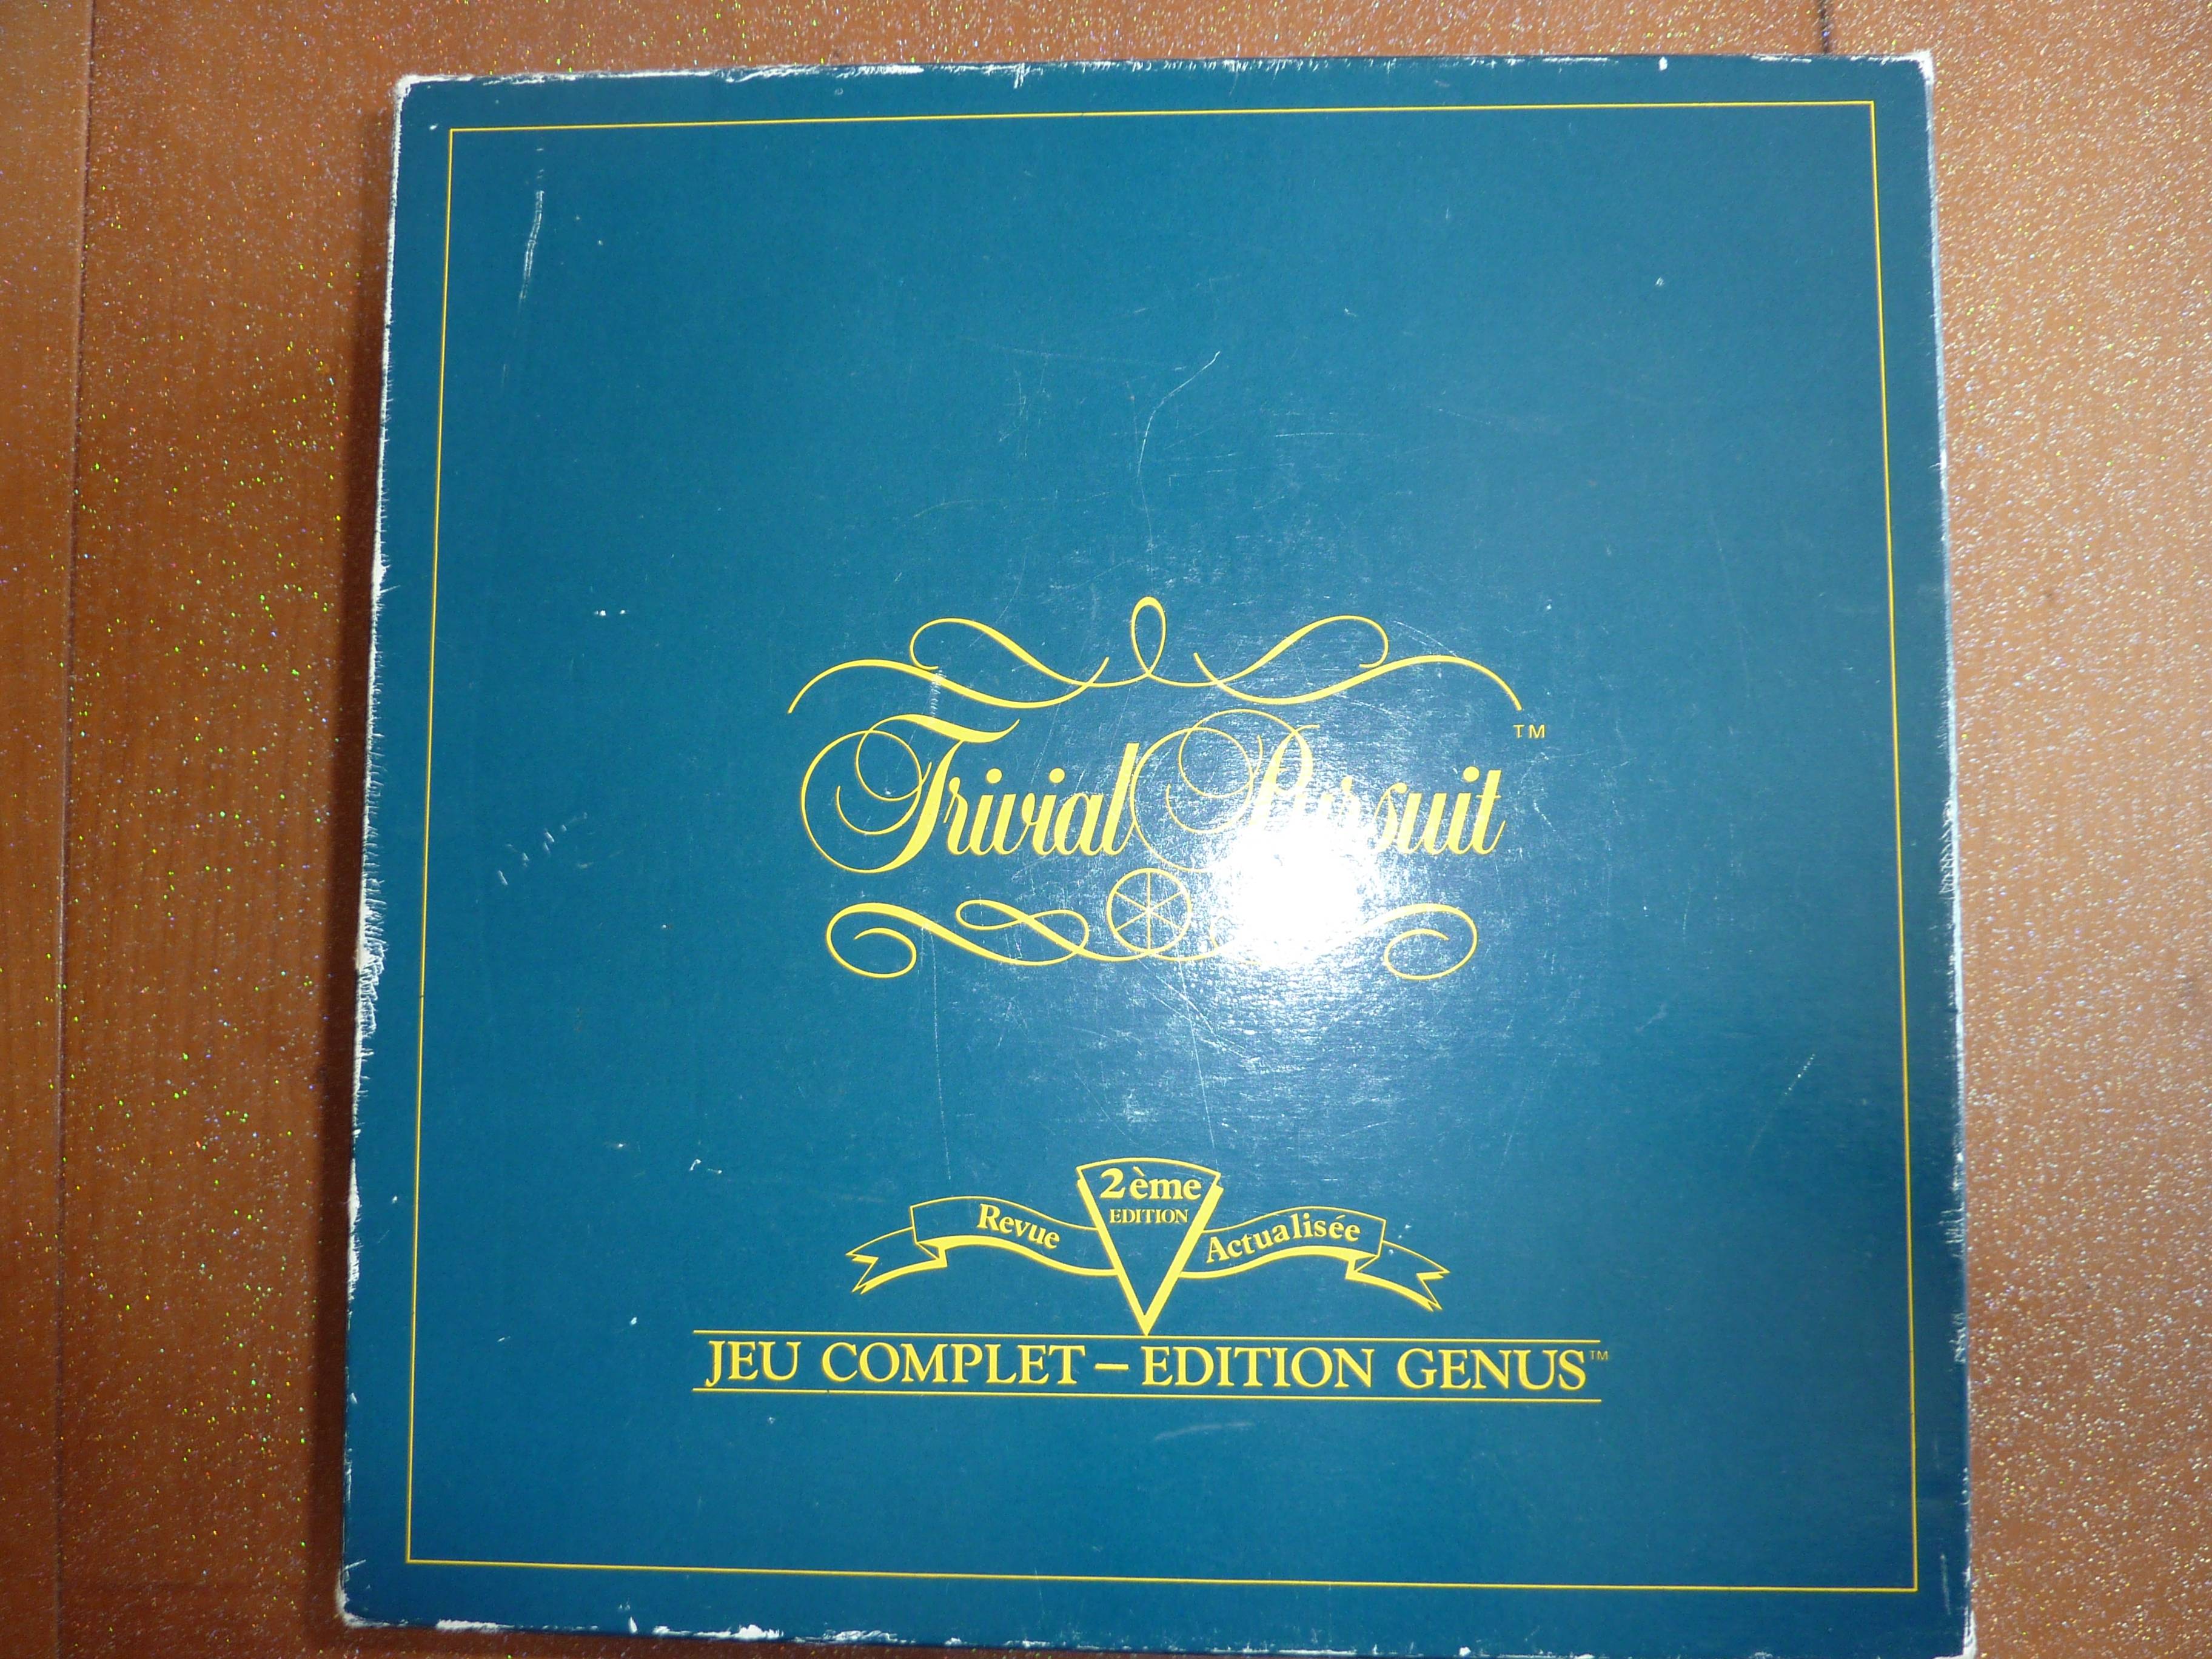 Trivial Pursuit™
2ème
EDITION
Revue Actualisée
JEU COMPLET – EDITION GENUS™